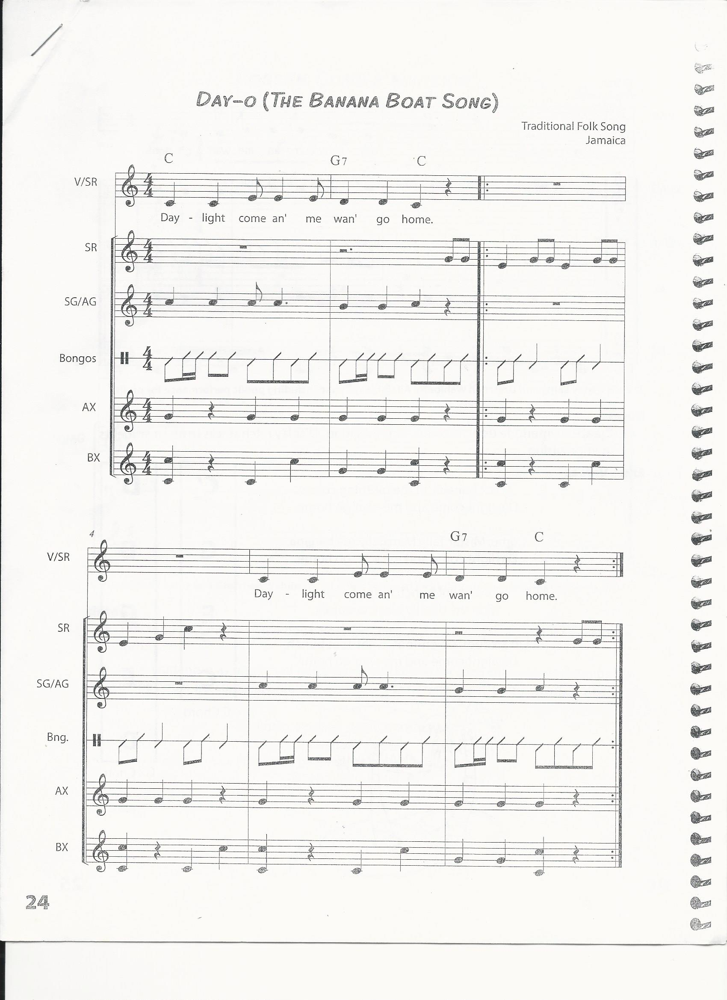 DAY-O (THE BANANA BOAT SONG)
Traditional Folk Song
Jamaica
C G7 C
V/SR
Day - light come an' me wan' go home.
SR
SG/AG
Bongos
AX
BX
4
G7 C
V/SR
Day - light come an' me wan' go home.
SR
SG/AG
Bng.
AX
BX
24